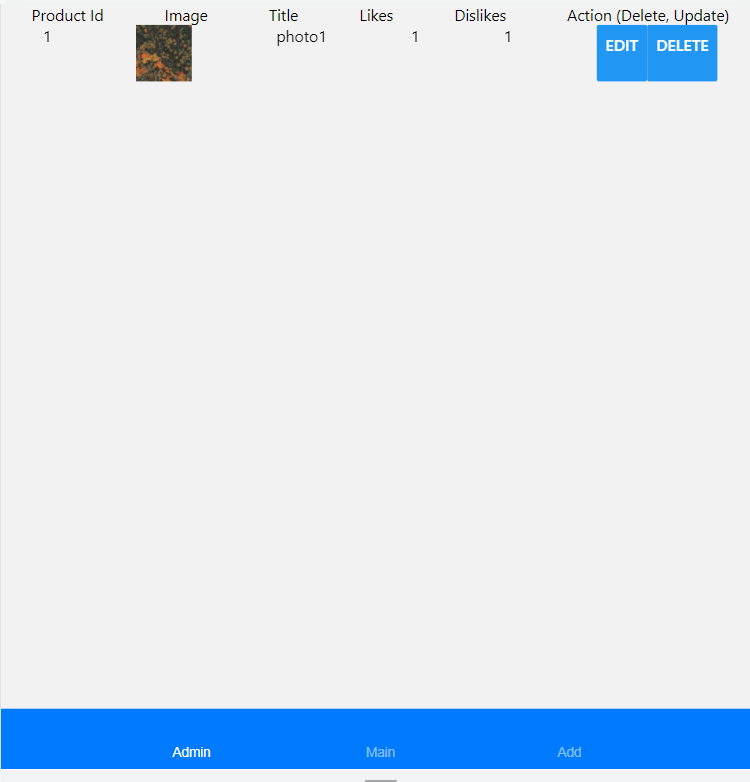 Product Id Image Title Likes Dislikes Action (Delete, Update)
1 photo1 1 1 EDIT DELETE
Admin Main Add